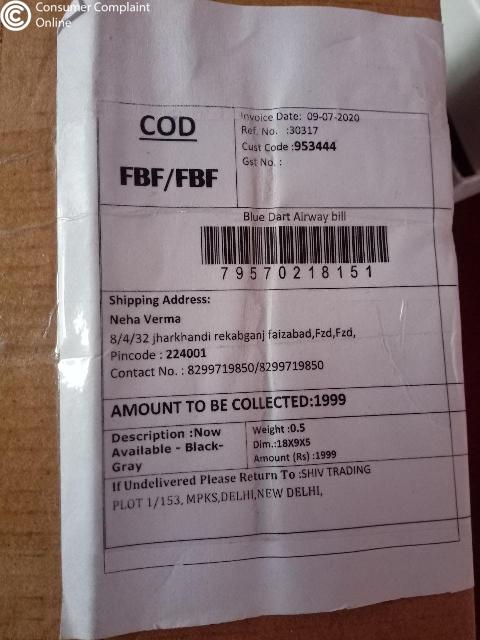 Consumer Complaint
Online
COD
FBF/FBF
Invoice Date: 09-07-2020
Ref. No. :30317
Cust Code :953444
Gst No. :
Blue Dart Airway bill
79570218151
Shipping Address:
Neha Verma
8/4/32 jharkhandi rekabganj faizabad,Fzd,Fzd,
Pincode : 224001
Contact No. : 8299719850/8299719850
AMOUNT TO BE COLLECTED:1999
Description :Now
Available - Black-
Gray
Weight :0.5
Dim.:18X9X5
Amount (Rs) :1999
If Undelivered Please Return To :SHIV TRADING
PLOT 1/153, MPKS,DELHI,NEW DELHI,